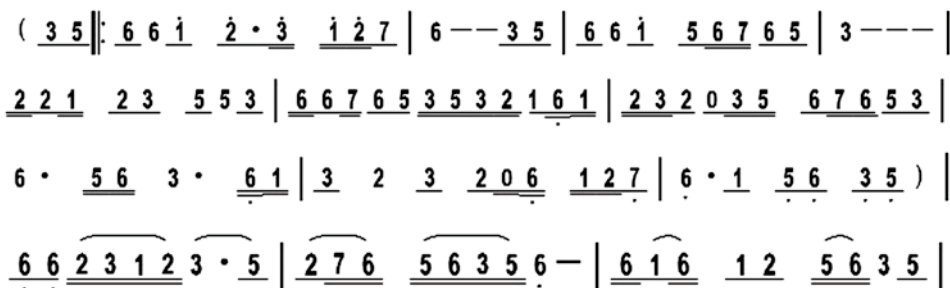 ( 3 5 ‖: 6 6 i̇ 2̇ · 3̇ i̇ 2̇ 7 | 6 — — 3 5 | 6 6 i̇ 5 6 7 6 5 | 3 — — — |
2 2 1 2 3 5 5 3 | 6 6 7 6 5 3 5 3 2 1 6̣ 1 | 2 3 2 0 3 5 6 7 6 5 3 |
6 · 5 6 3 · 6̣ 1 | 3 2 3 2 0 6̣ 1 2 7̣ | 6̣ · 1 5̣ 6̣ 3̣ 5̣ ) |
6̣ 6̣ 2 3 1 2 3 · 5 | 2 7 6 5 6 3 5 6̣ — | 6 1 6 1 2 5 6 3 5 |